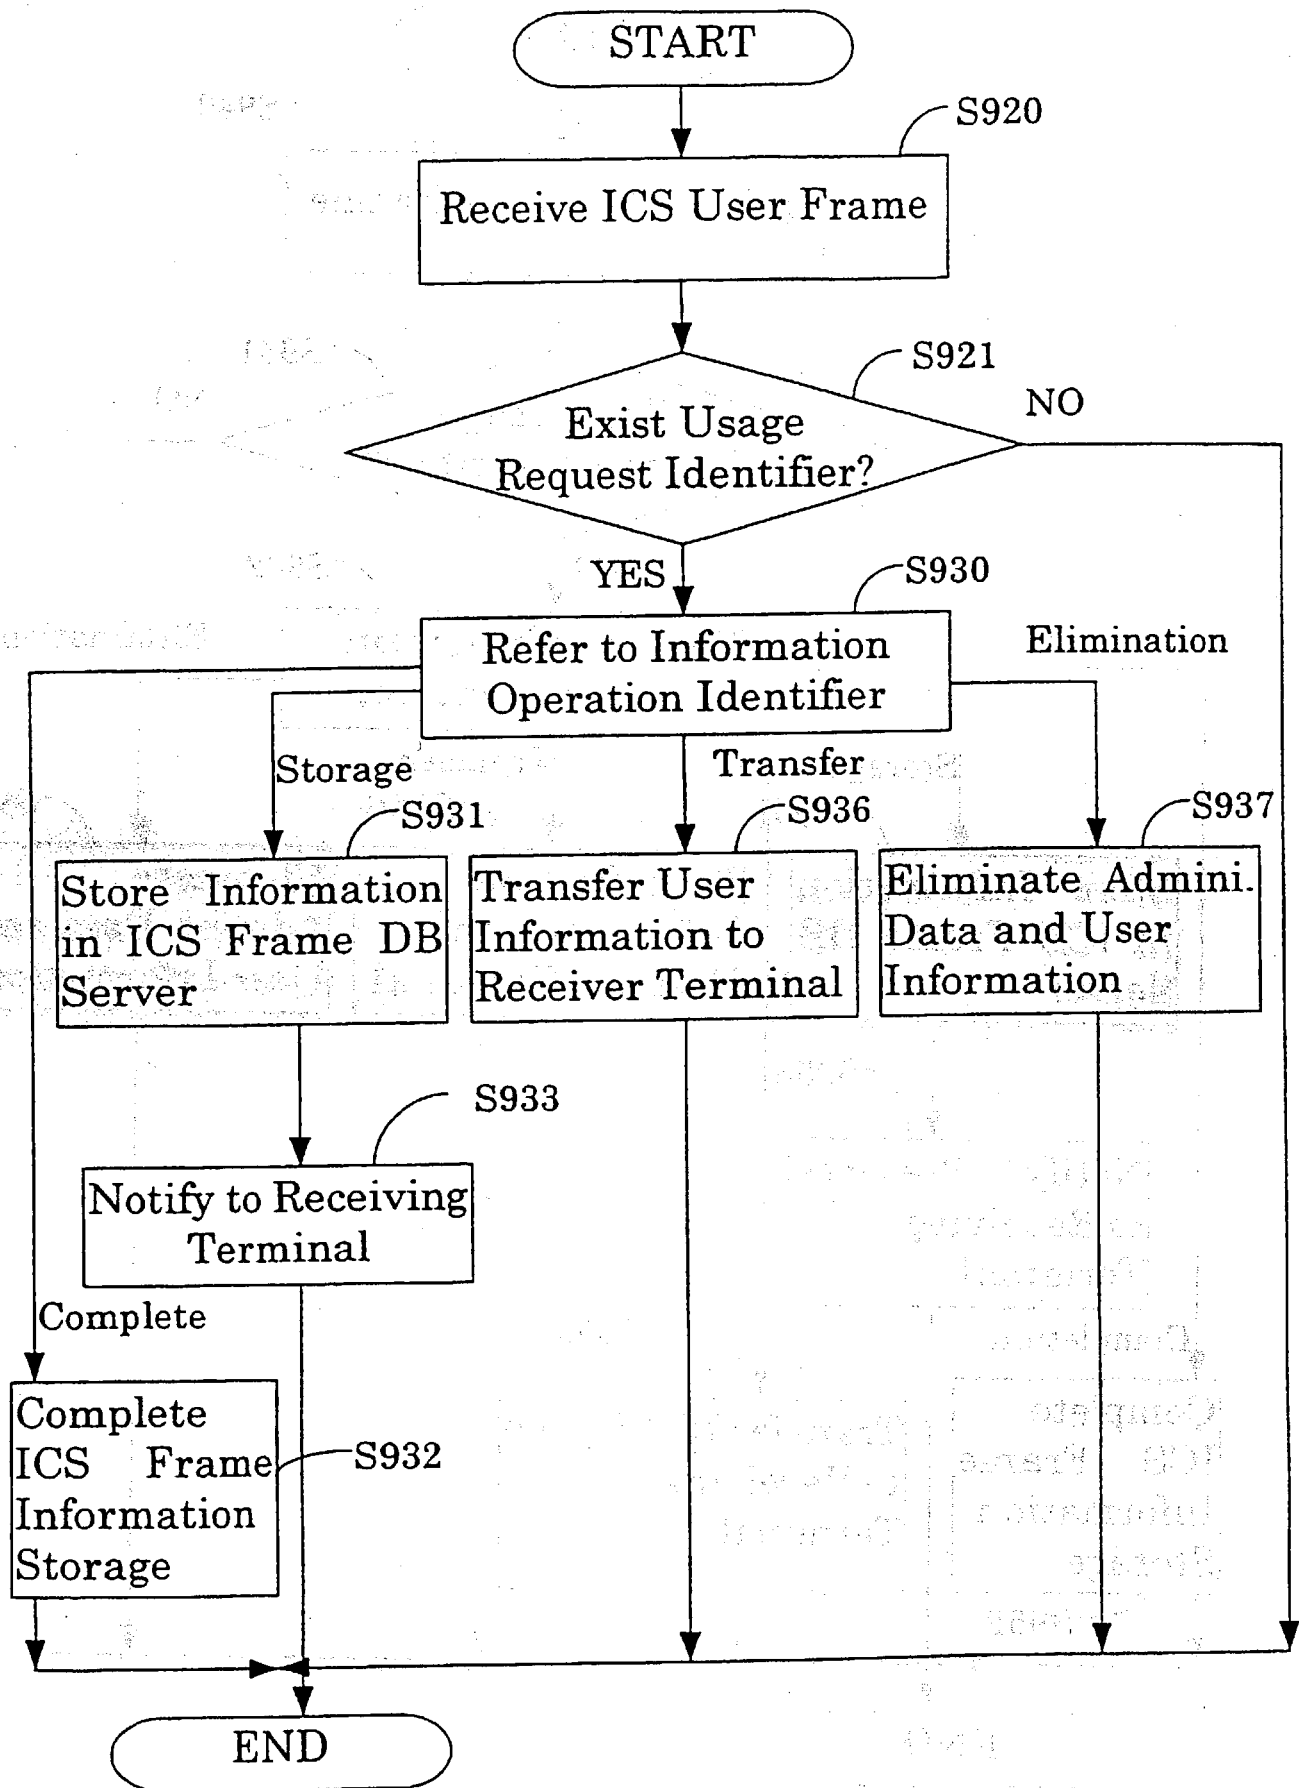 START
S920
Receive ICS User Frame
S921
NO
Exist Usage
Request Identifier?
YES
S930
Refer to Information
Operation Identifier
Elimination
Storage
Transfer
S931
S936
S937
Store Information
in ICS Frame DB
Server
Transfer User
Information to
Receiver Terminal
Eliminate Admini.
Data and User
Information
S933
Notify to Receiving
Terminal
Complete
Complete
ICS Frame
Information
Storage
S932
END